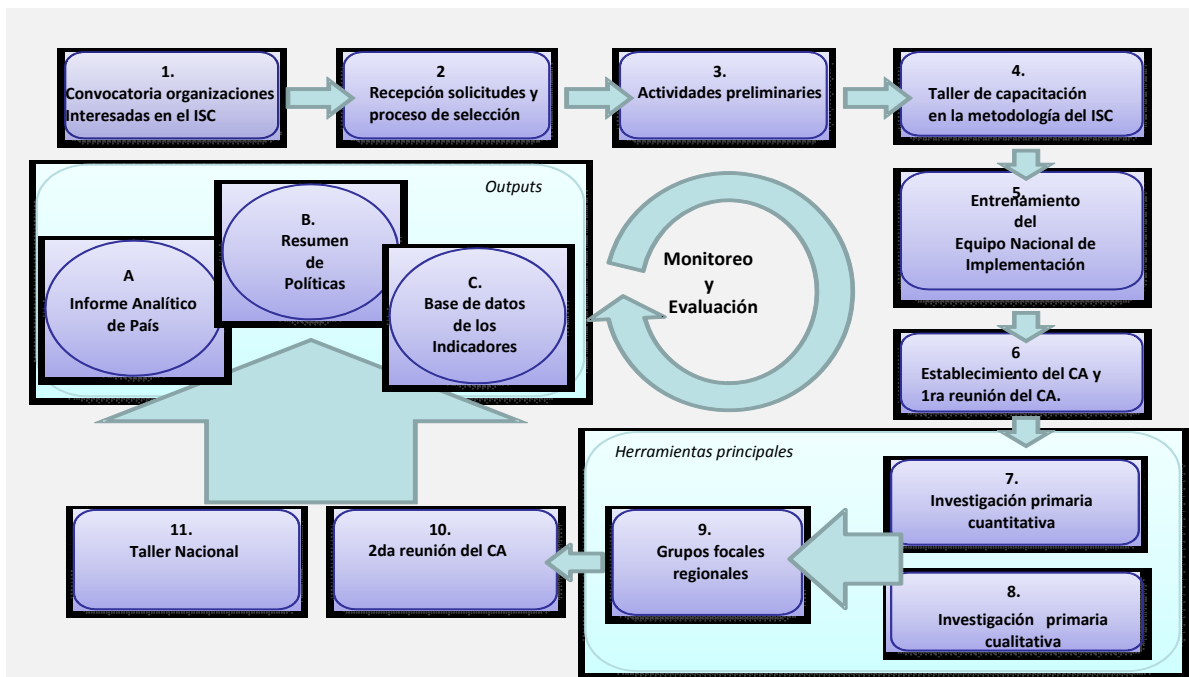 1.
Convocatoria organizaciones
Interesadas en el ISC
2
Recepción solicitudes y
proceso de selección
3.
Actividades preliminaries
4.
Taller de capacitación
en la metodología del ISC
5.
Entrenamiento
del
Equipo Nacional de
Implementación
6
Establecimiento del CA y
1ra reunión del CA.
Herramientas principales
7.
Investigación primaria
cuantitativa
8.
Investigación primaria
cualitativa
9.
Grupos focales
regionales
10.
2da reunión del CA
11.
Taller Nacional
Outputs
A
Informe Analítico
de País
B.
Resumen
de
Políticas
C.
Base de datos
de los
Indicadores
Monitoreo
y
Evaluación